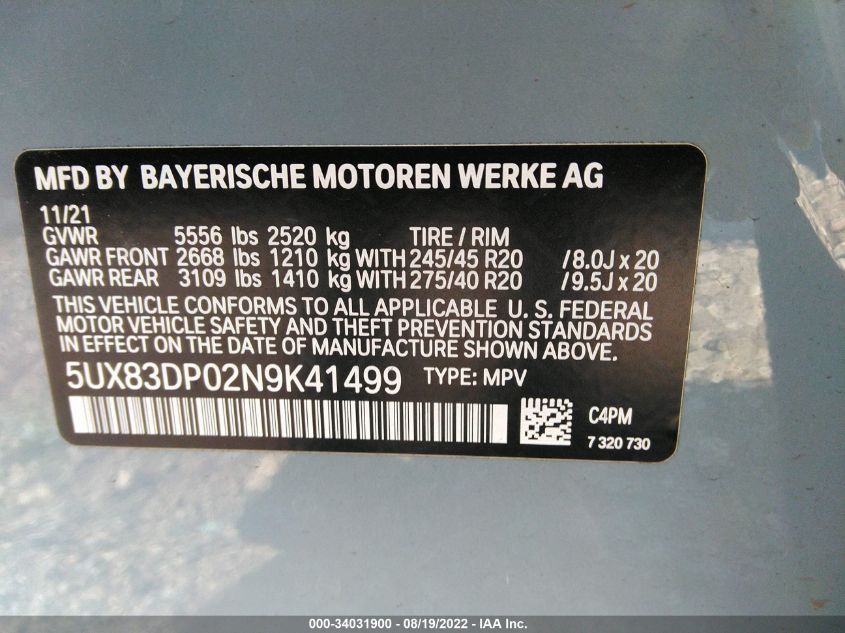 MFD BY BAYERISCHE MOTOREN WERKE AG
11/21
GVWR 5556 lbs 2520 kg TIRE / RIM
GAWR FRONT 2668 lbs 1210 kg WITH 245/45 R20 / 8.0J x 20
GAWR REAR 3109 lbs 1410 kg WITH 275/40 R20 / 9.5J x 20
THIS VEHICLE CONFORMS TO ALL APPLICABLE U. S. FEDERAL
MOTOR VEHICLE SAFETY AND THEFT PREVENTION STANDARDS
IN EFFECT ON THE DATE OF MANUFACTURE SHOWN ABOVE.
5UX83DP02N9K41499 TYPE: MPV
C4PM
7 320 730
000-34031900 - 08/19/2022 - IAA Inc.